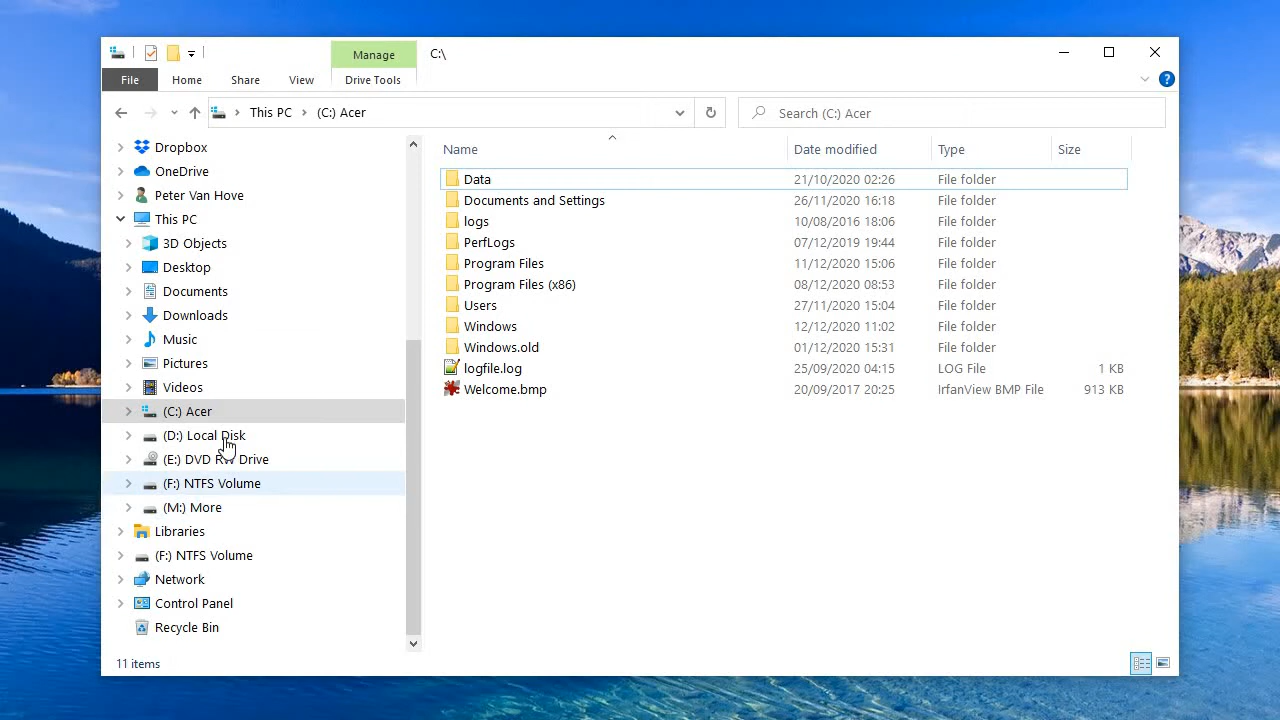 Manage
C:\
File
Home
Share
View
Drive Tools
This PC
(C:) Acer
Search (C:) Acer
Dropbox
OneDrive
Peter Van Hove
This PC
3D Objects
Desktop
Documents
Downloads
Music
Pictures
Videos
(C:) Acer
(D:) Local Disk
(E:) DVD RW Drive
(F:) NTFS Volume
(M:) More
Libraries
(F:) NTFS Volume
Network
Control Panel
Recycle Bin
Name Date modified Type Size
Data 21/10/2020 02:26 File folder
Documents and Settings 26/11/2020 16:18 File folder
logs 10/08/2016 18:06 File folder
PerfLogs 07/12/2019 19:44 File folder
Program Files 11/12/2020 15:06 File folder
Program Files (x86) 08/12/2020 08:53 File folder
Users 27/11/2020 15:04 File folder
Windows 12/12/2020 11:02 File folder
Windows.old 01/12/2020 15:31 File folder
logfile.log 25/09/2020 04:15 LOG File 1 KB
Welcome.bmp 20/09/2017 20:25 IrfanView BMP File 913 KB
11 items